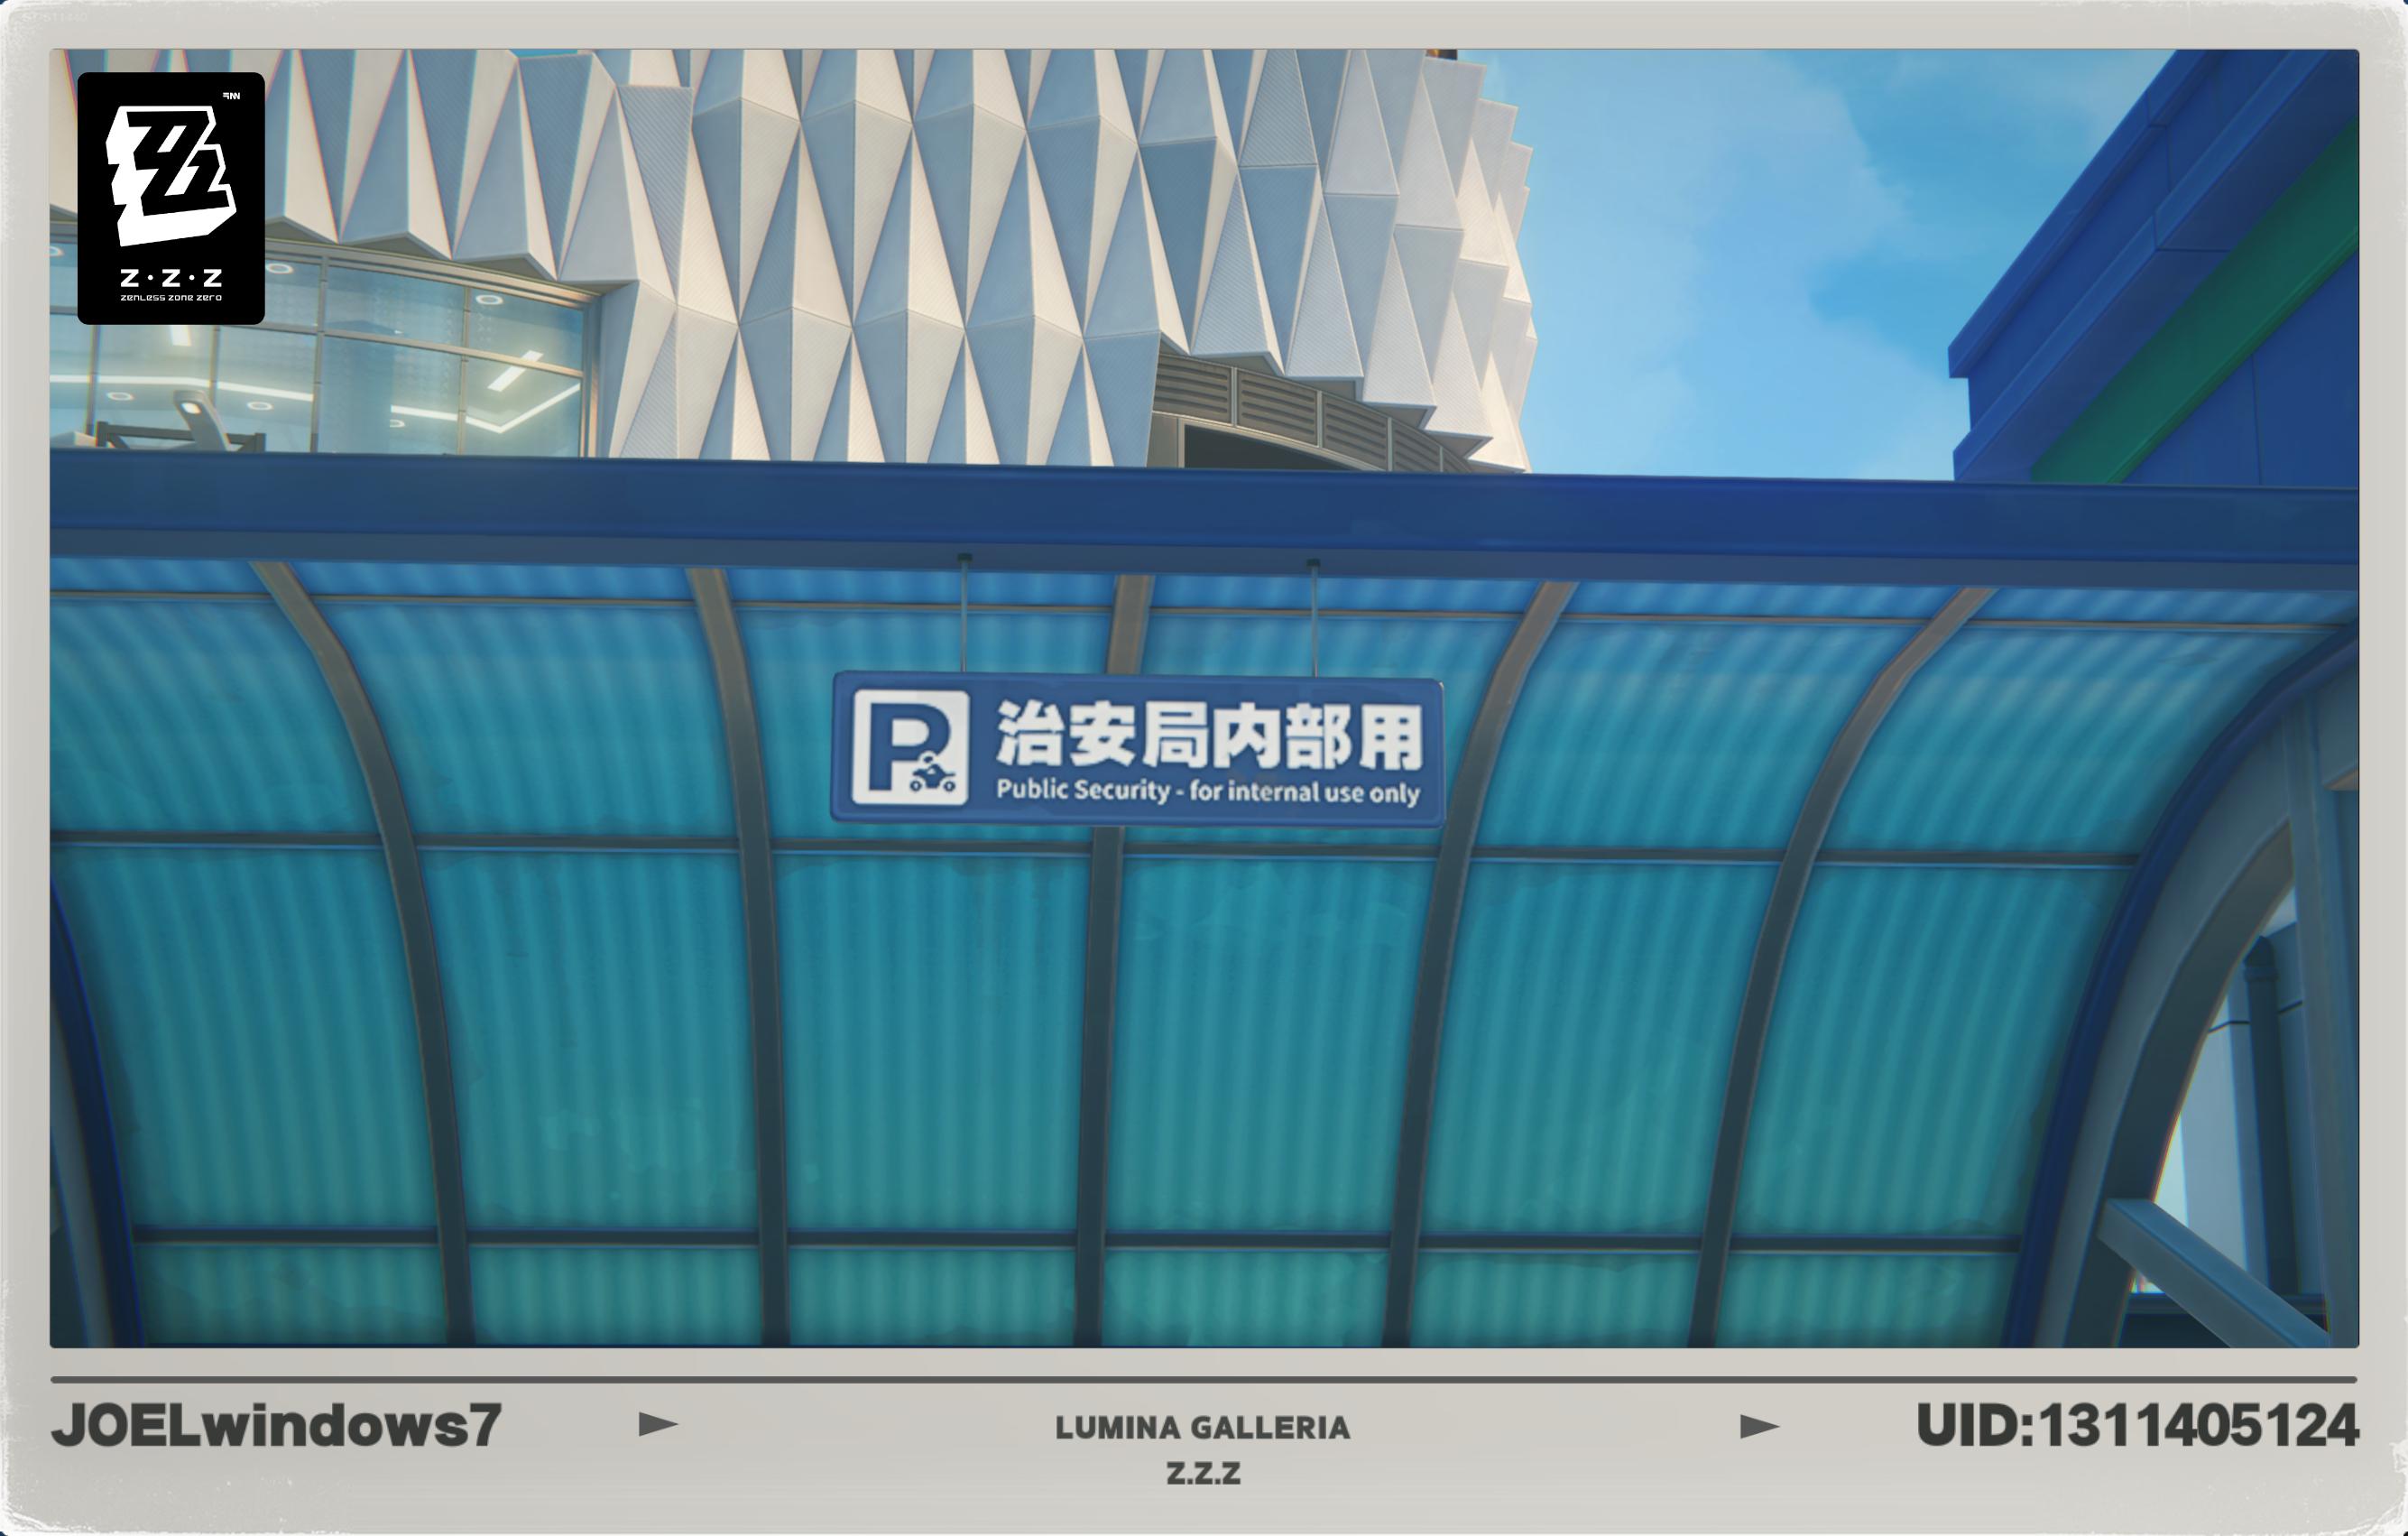 Z·Z·Z
ZENLESS ZONE ZERO
P
治安局内部用
Public Security - for internal use only
JOELwindows7
LUMINA GALLERIA
Z.Z.Z
UID:1311405124